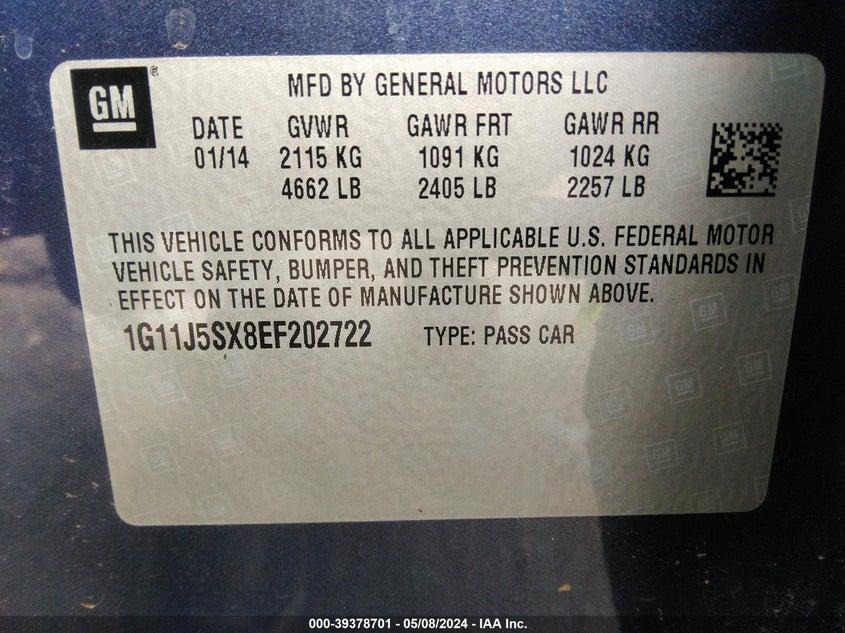 GM®
MFD BY GENERAL MOTORS LLC
DATE GVWR GAWR FRT GAWR RR
01/14 2115 KG 1091 KG 1024 KG
4662 LB 2405 LB 2257 LB
THIS VEHICLE CONFORMS TO ALL APPLICABLE U.S. FEDERAL MOTOR
VEHICLE SAFETY, BUMPER, AND THEFT PREVENTION STANDARDS IN
EFFECT ON THE DATE OF MANUFACTURE SHOWN ABOVE.
1G11J5SX8EF202722 TYPE: PASS CAR
000-39378701 - 05/08/2024 - IAA Inc.